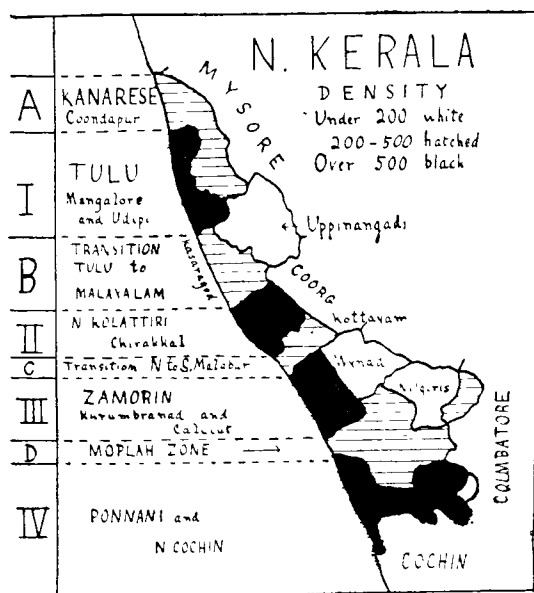 N. KERALA
DENSITY
Under 200 white
200-500 hatched
Over 500 black
MYSORE
A
KANARESE
Coondapur
I
TULU
Mangalore
and Udipi
Uppinangadi
B
TRANSITION
TULU to
MALAYALAM
Kasaragod
COORG
Kottayam
II
N KOLATTIRI
Chirakkal
C
Transition N to S. Malabar
Wynad
Nilgiris
III
ZAMORIN
Kurumbranad and
Calicut
COIMBATORE
D
MOPLAH ZONE →
IV
PONNANI and
N COCHIN
COCHIN